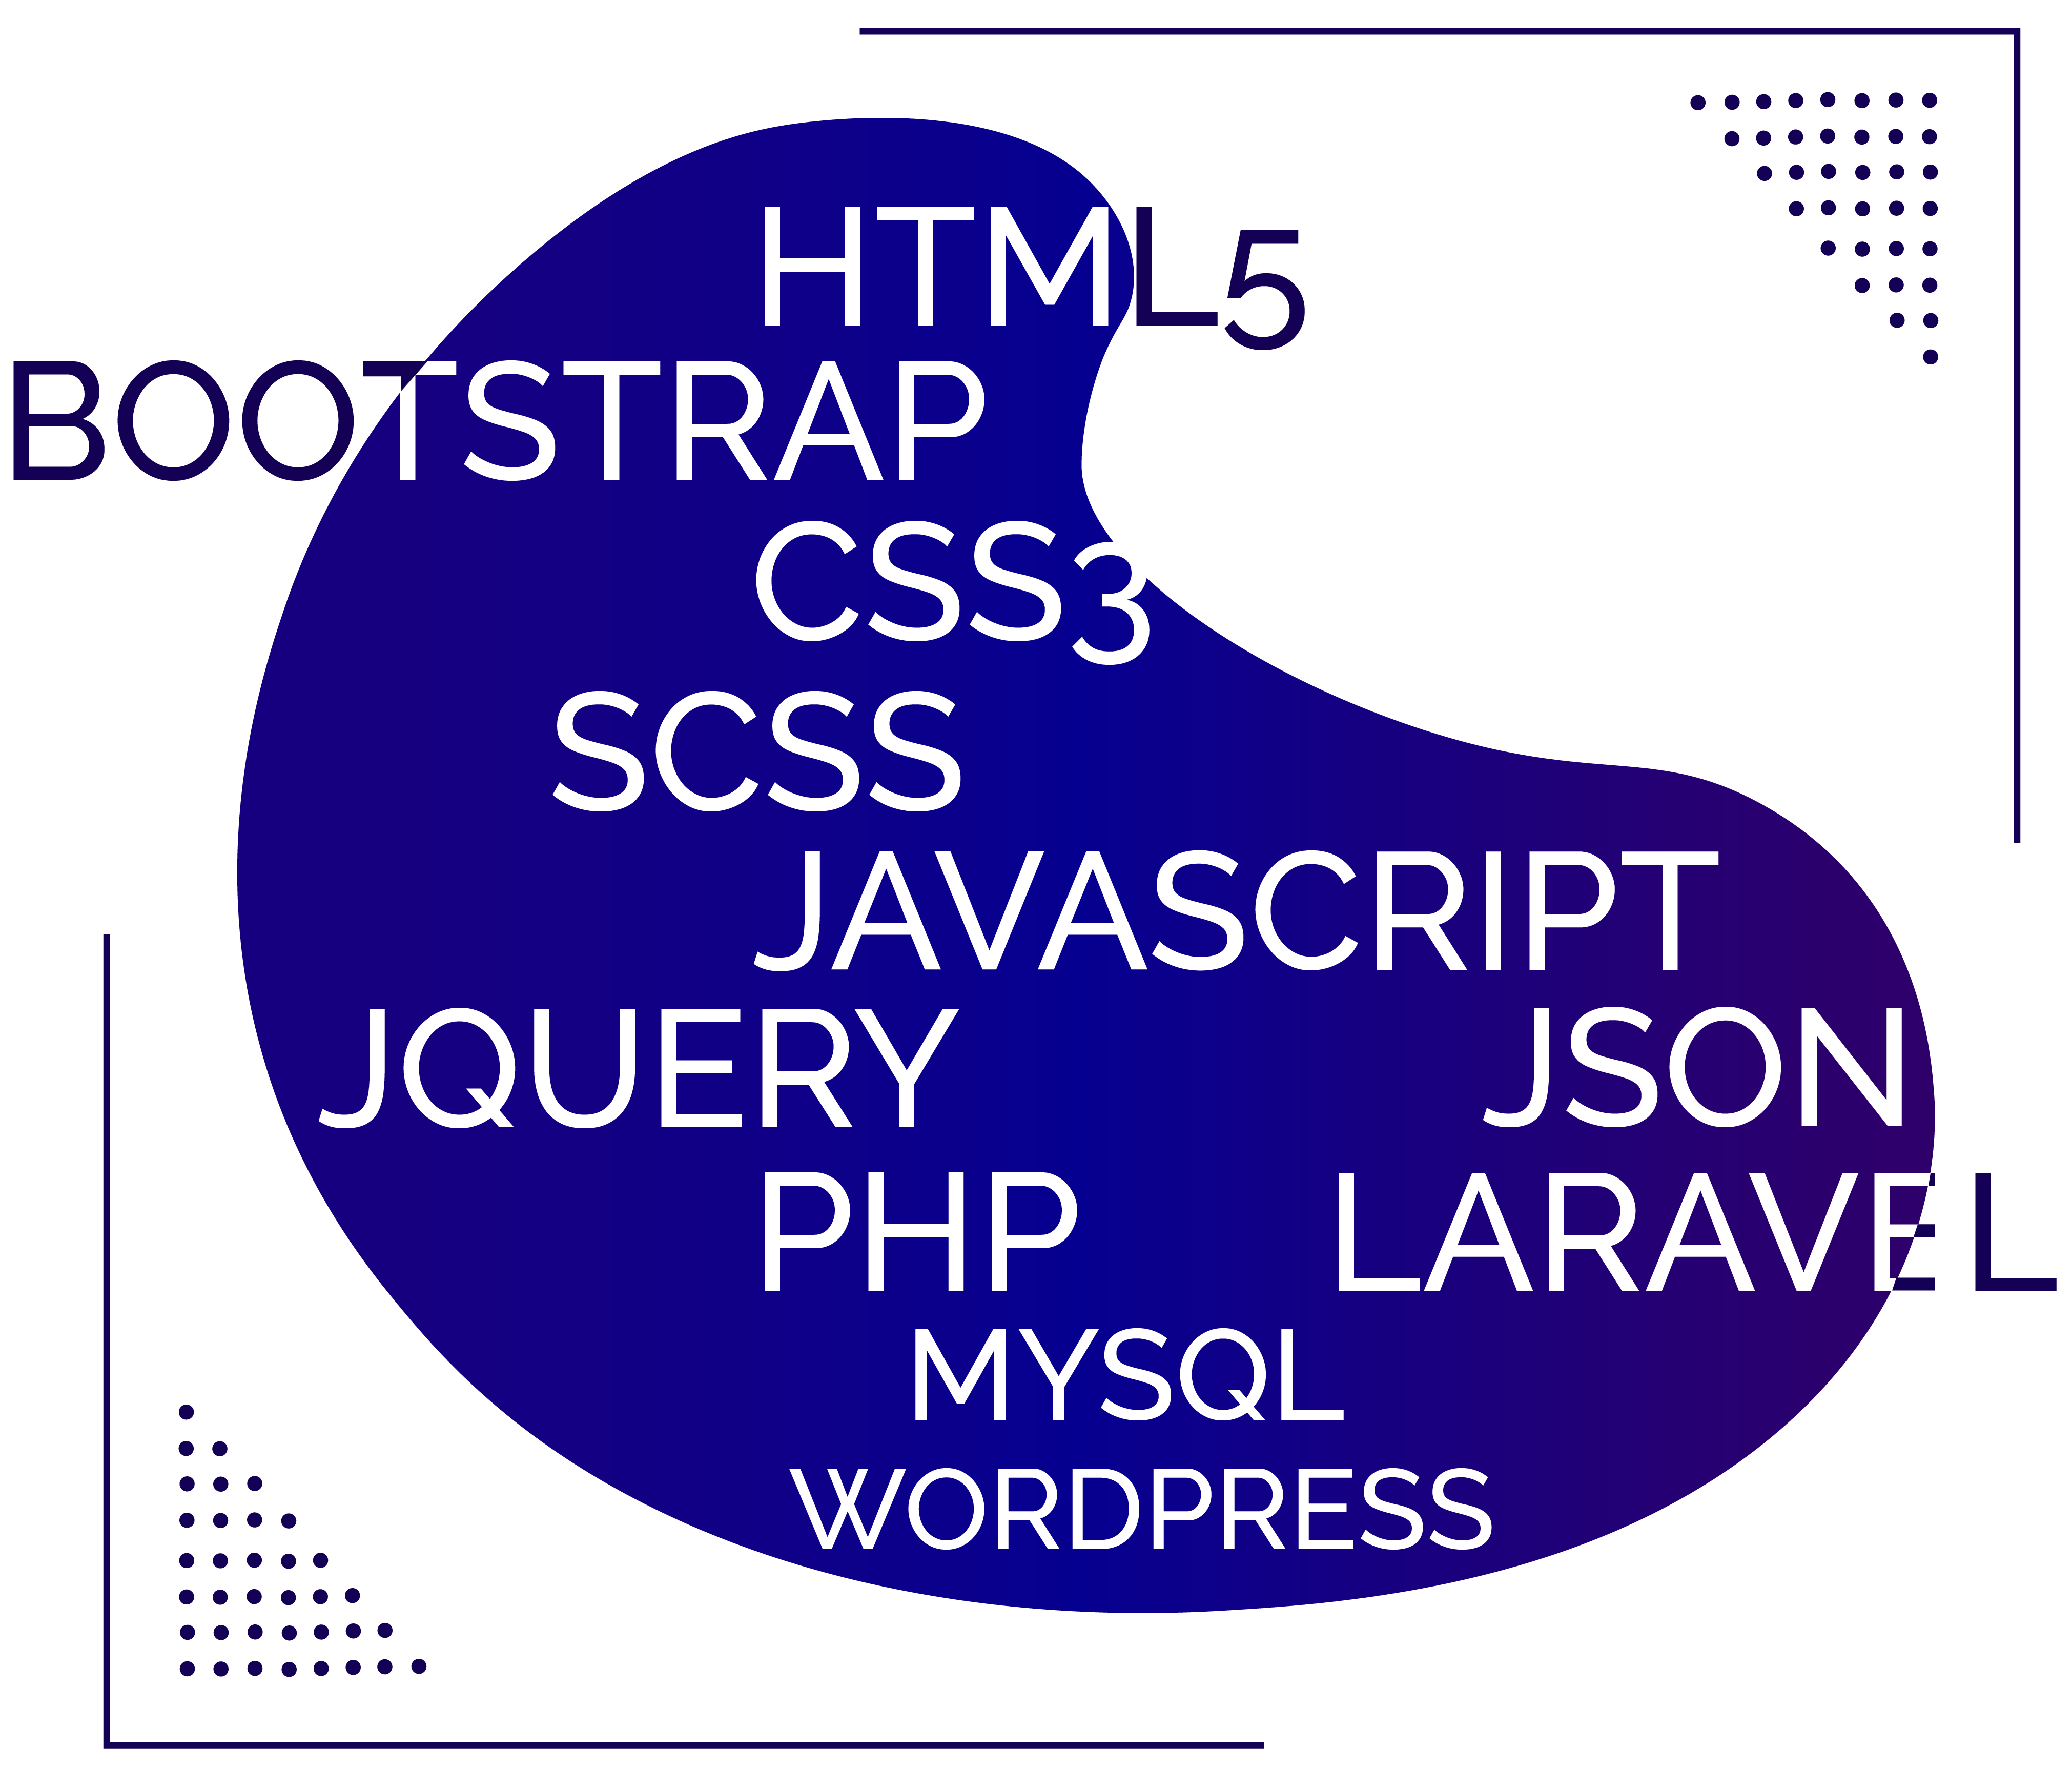 HTML5
BOOTSTRAP
CSS3
SCSS
JAVASCRIPT
JQUERY JSON
PHP LARAVEL
MYSQL
WORDPRESS